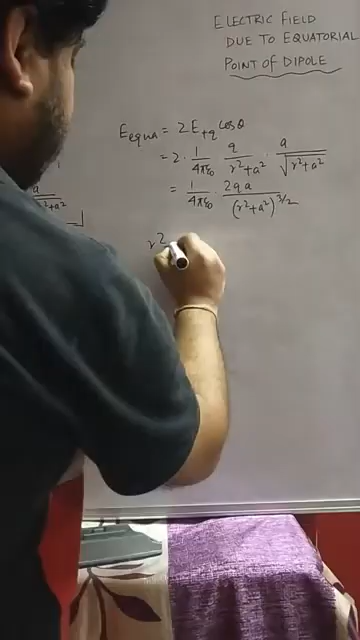 ELECTRIC FIELD
DUE TO EQUATORIAL
POINT OF DIPOLE
E_equa = 2E_+q cosθ
= 2 · 1/4πε₀ q/r²+a² · a/√r²+a²
= 1/4πε₀ · 2qa/(r²+a²)^3/2
a
r²